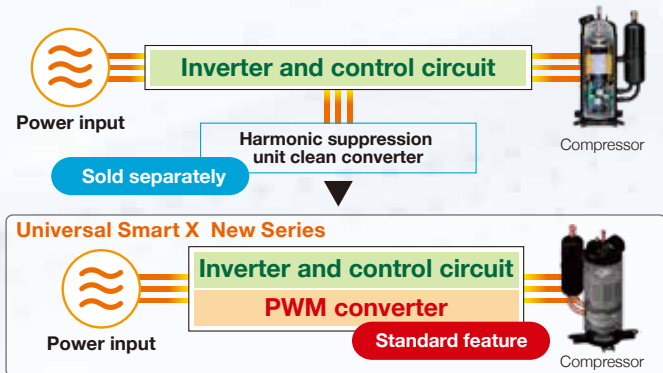 Inverter and control circuit
Power input
Harmonic suppression
unit clean converter
Compressor
Sold separately
Universal Smart X New Series
Inverter and control circuit
PWM converter
Power input
Standard feature
Compressor